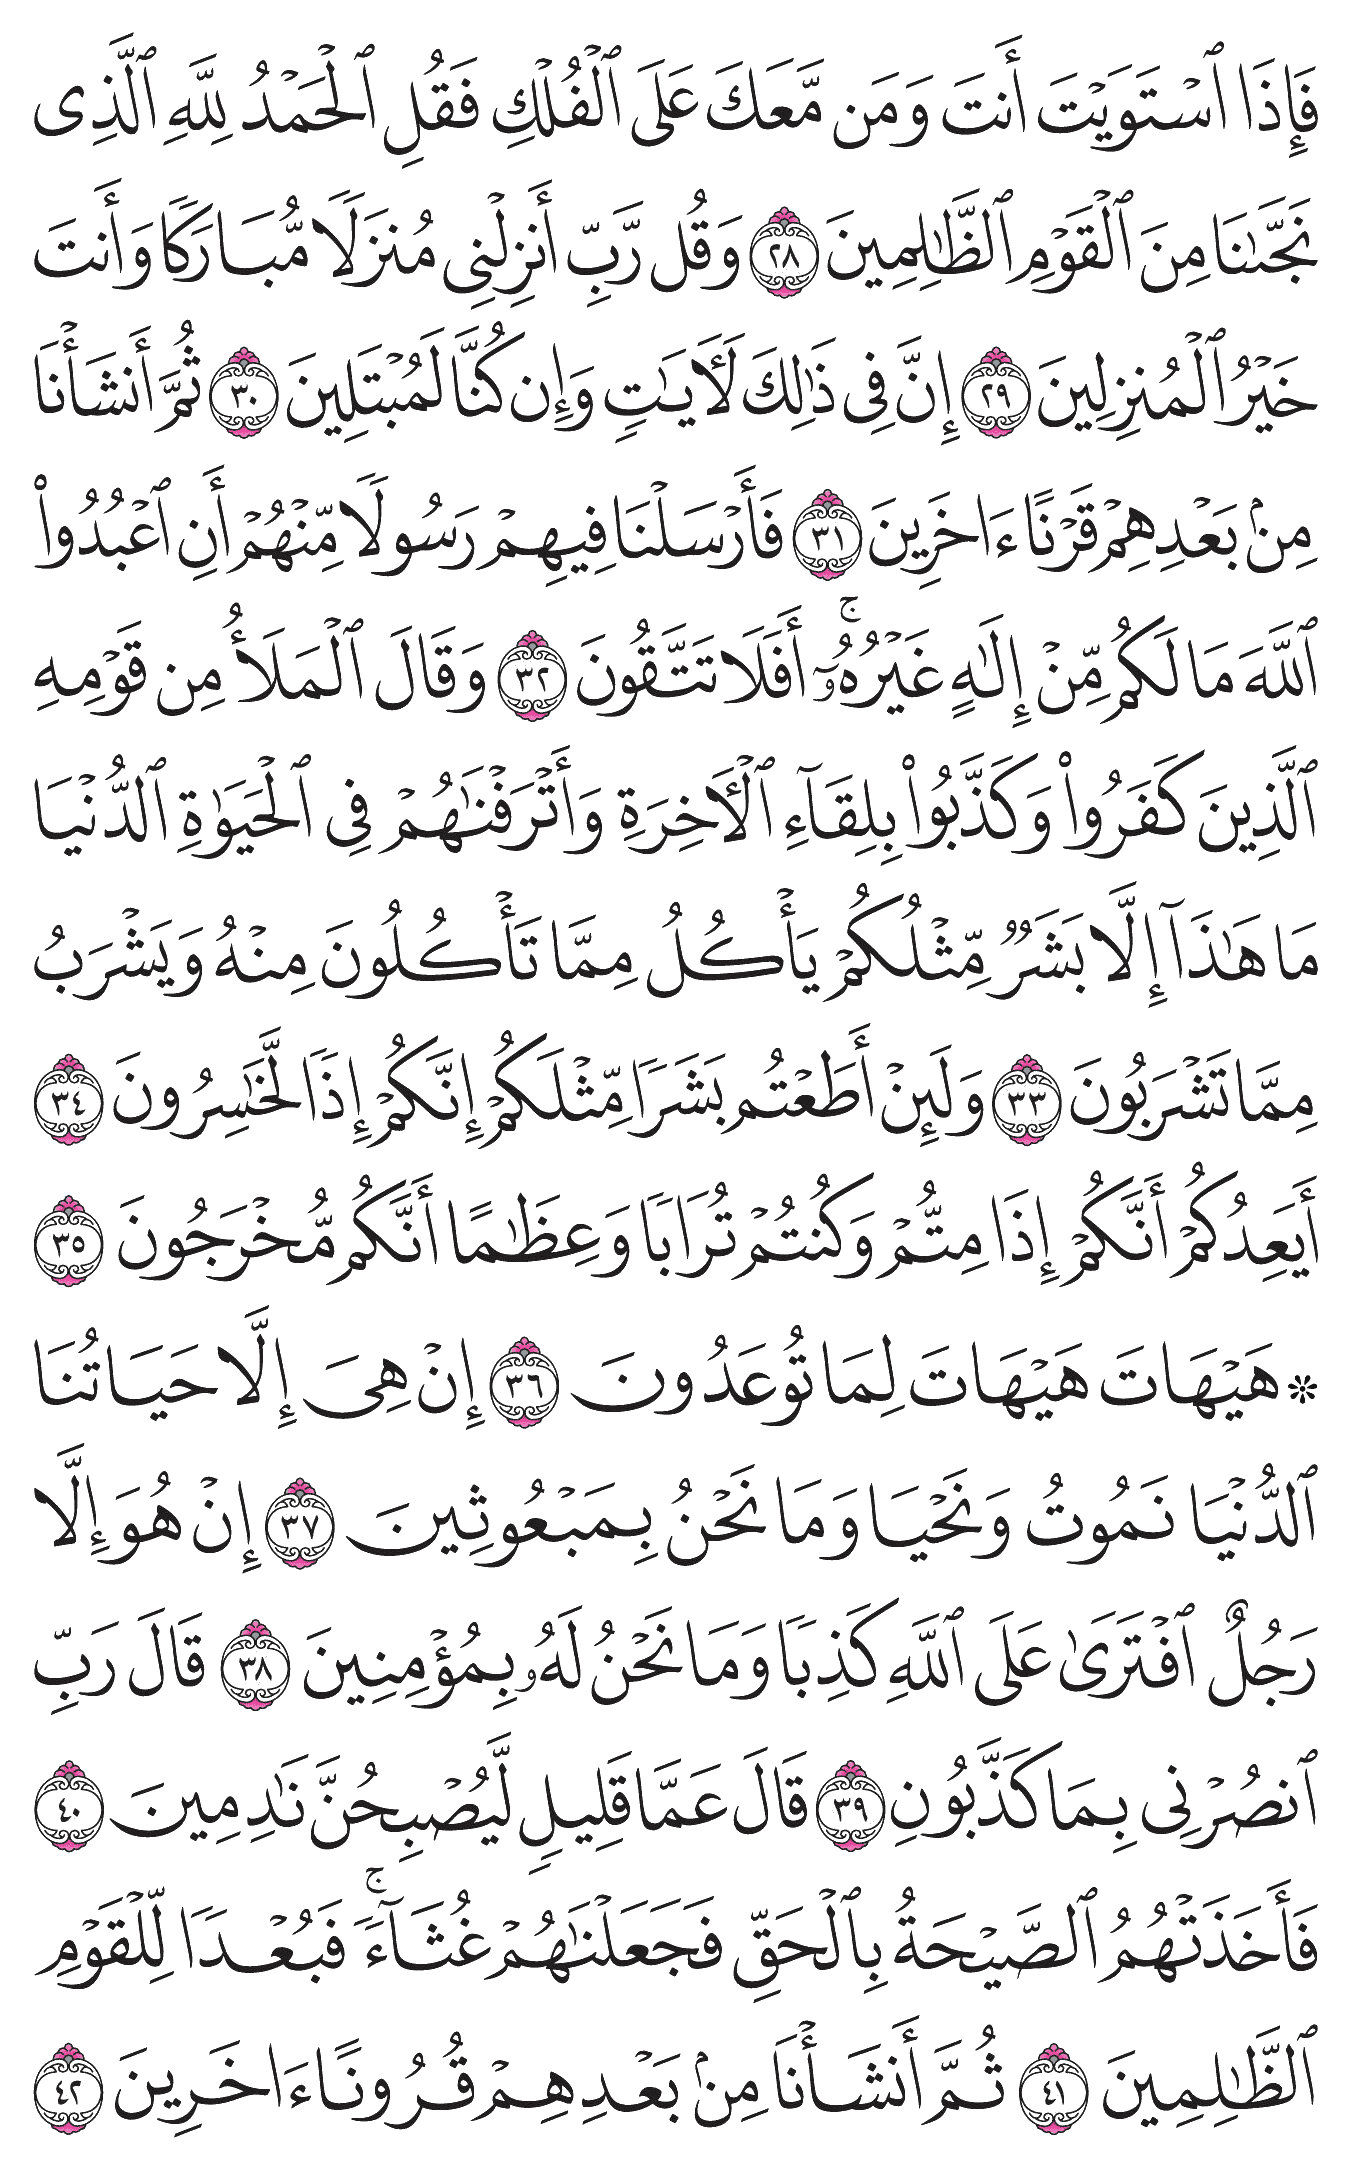 فَإِذَا ٱسۡتَوَيۡتَ أَنتَ وَمَن مَّعَكَ عَلَى ٱلۡفُلۡكِ فَقُلِ ٱلۡحَمۡدُ لِلَّهِ ٱلَّذِى
نَجَّىٰنَا مِنَ ٱلۡقَوۡمِ ٱلظَّٰلِمِينَ ٢٨ وَقُل رَّبِّ أَنزِلۡنِى مُنزَلًا مُّبَارَكًا وَأَنتَ
خَيۡرُ ٱلۡمُنزِلِينَ ٢٩ إِنَّ فِى ذَٰلِكَ لَأٓيَٰتٍ وَإِن كُنَّا لَمُبۡتَلِينَ ٣٠ ثُمَّ أَنشَأۡنَا
مِنۢ بَعۡدِهِمۡ قَرۡنًا ءَاخَرِينَ ٣١ فَأَرۡسَلۡنَا فِيهِمۡ رَسُولًا مِّنۡهُمۡ أَنِ ٱعۡبُدُوا۟
ٱللَّهَ مَا لَكُم مِّنۡ إِلَٰهٍ غَيۡرُهُۥٓۚ أَفَلَا تَتَّقُونَ ٣٢ وَقَالَ ٱلۡمَلَأُ مِن قَوۡمِهِ
ٱلَّذِينَ كَفَرُوا۟ وَكَذَّبُوا۟ بِلِقَآءِ ٱلۡأَخِرَةِ وَأَتۡرَفۡنَٰهُمۡ فِى ٱلۡحَيَوٰةِ ٱلدُّنۡيَا
مَا هَٰذَآ إِلَّا بَشَرٌ مِّثۡلُكُمۡ يَأۡكُلُ مِمَّا تَأۡكُلُونَ مِنۡهُ وَيَشۡرَبُ
مِمَّا تَشۡرَبُونَ ٣٣ وَلَئِنۡ أَطَعۡتُم بَشَرًا مِّثۡلَكُمۡ إِنَّكُمۡ إِذًا لَّخَٰسِرُونَ ٣٤
أَيَعِدُكُمۡ أَنَّكُمۡ إِذَا مِتُّمۡ وَكُنتُمۡ تُرَابًا وَعِظَٰمًا أَنَّكُم مُّخۡرَجُونَ ٣٥
۞ هَيۡهَاتَ هَيۡهَاتَ لِمَا تُوعَدُونَ ٣٦ إِنۡ هِىَ إِلَّا حَيَاتُنَا
ٱلدُّنۡيَا نَمُوتُ وَنَحۡيَا وَمَا نَحۡنُ بِمَبۡعُوثِينَ ٣٧ إِنۡ هُوَ إِلَّا
رَجُلٌ ٱفۡتَرَىٰ عَلَى ٱللَّهِ كَذِبًا وَمَا نَحۡنُ لَهُۥ بِمُؤۡمِنِينَ ٣٨ قَالَ رَبِّ
ٱنصُرۡنِى بِمَا كَذَّبُونِ ٣٩ قَالَ عَمَّا قَلِيلٍ لَّيُصۡبِحُنَّ نَٰدِمِينَ ٤٠
فَأَخَذَتۡهُمُ ٱلصَّيۡحَةُ بِٱلۡحَقِّ فَجَعَلۡنَٰهُمۡ غُثَآءًۚ فَبُعۡدًا لِّلۡقَوۡمِ
ٱلظَّٰلِمِينَ ٤١ ثُمَّ أَنشَأۡنَا مِنۢ بَعۡدِهِمۡ قُرُونًا ءَاخَرِينَ ٤٢